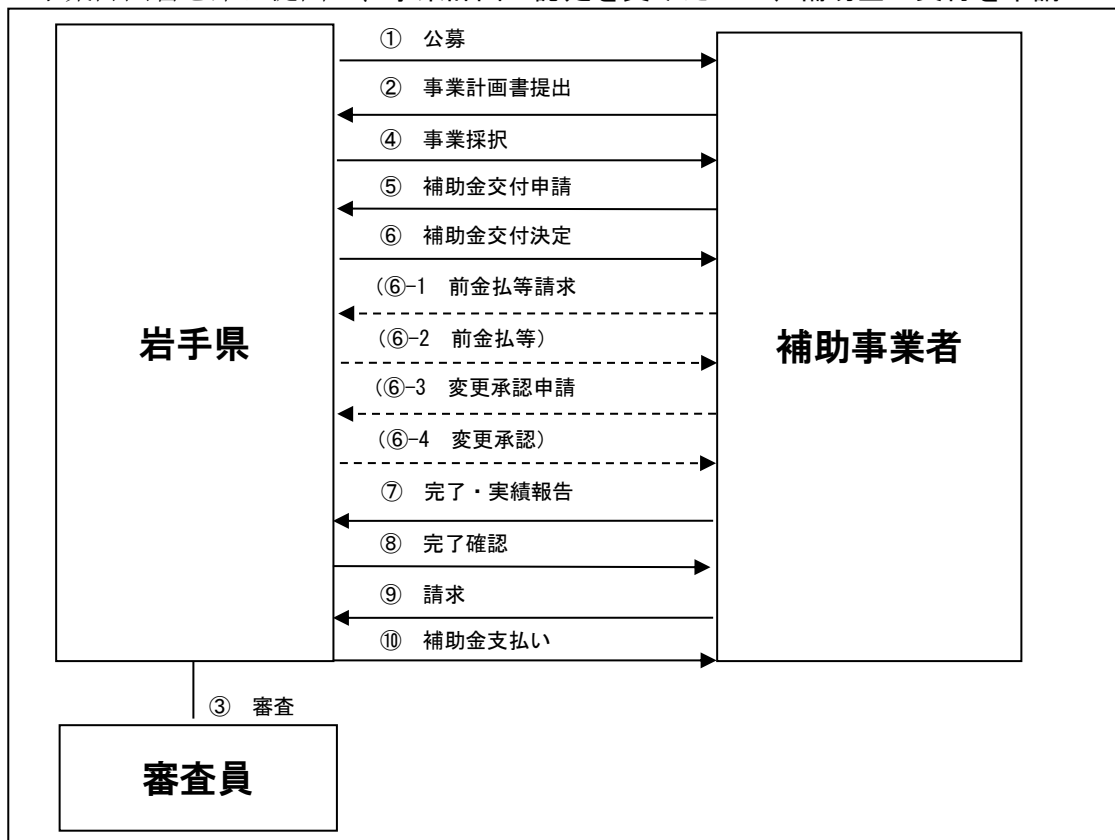 ① 公募
② 事業計画書提出
④ 事業採択
⑤ 補助金交付申請
⑥ 補助金交付決定
(⑥-1 前金払等請求
(⑥-2 前金払等)
(⑥-3 変更承認申請
(⑥-4 変更承認)
⑦ 完了・実績報告
⑧ 完了確認
⑨ 請求
⑩ 補助金支払い
岩手県
補助事業者
③ 審査
審査員